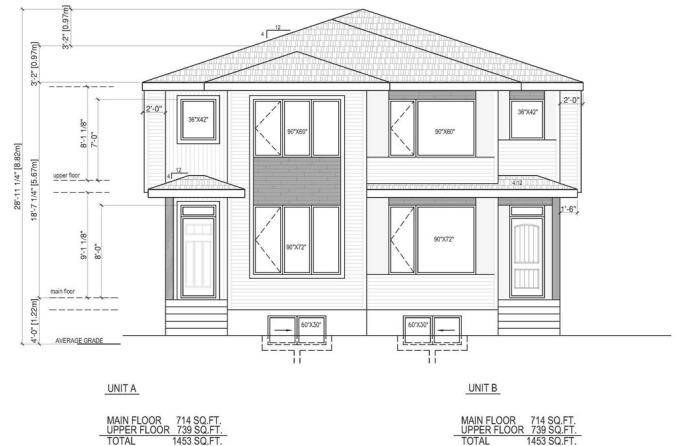 3'-2" [0.97m]
12
4
3'-2" [0.97m]
2'-0"
36"X42"
90"X60"
90"X60"
36"X42"
2'-0"
8'-1 1/8"
7'-0"
28'-11 1/4" [8.82m]
18'-7 1/4" [5.67m]
upper floor
12
4
4:12
1'-6"
9'-1 1/8"
8'-0"
90"X72"
90"X72"
main floor
4'-0" [1.22m]
60"X30"
60"X30"
AVERAGE GRADE
UNIT A
MAIN FLOOR 714 SQ.FT.
UPPER FLOOR 739 SQ.FT.
TOTAL 1453 SQ.FT.
UNIT B
MAIN FLOOR 714 SQ.FT.
UPPER FLOOR 739 SQ.FT.
TOTAL 1453 SQ.FT.